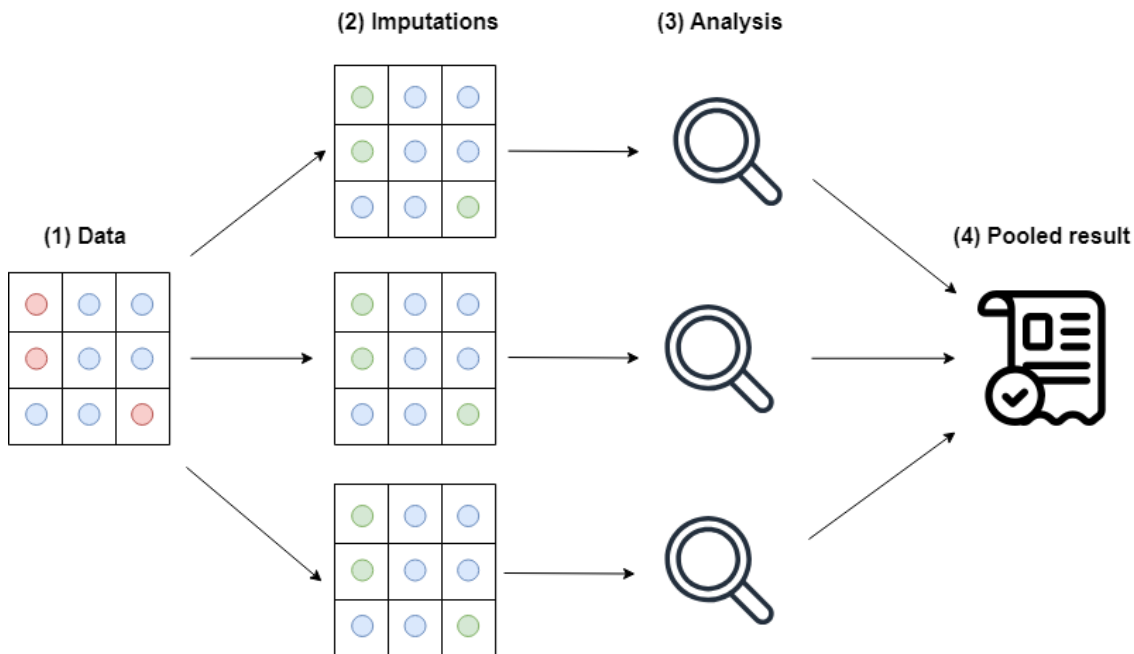 (2) Imputations
(3) Analysis
(1) Data
(4) Pooled result